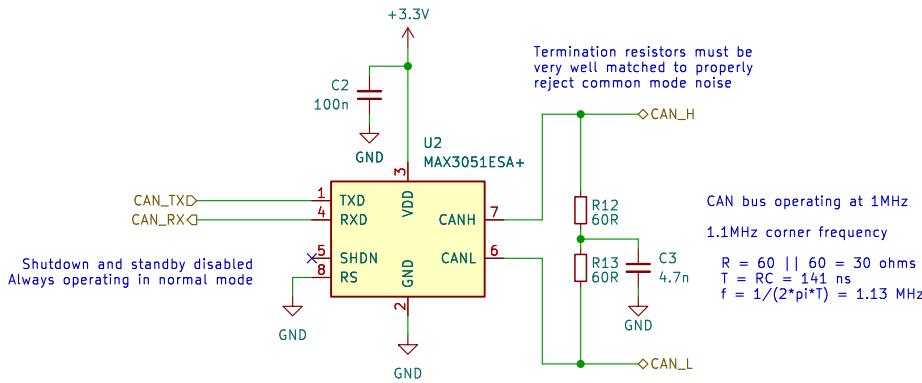 +3.3V
Termination resistors must be
very well matched to properly
reject common mode noise
C2
100n
GND
CAN_H
U2
MAX3051ESA+
3
VDD
CAN_TX
1
TXD
CAN_RX
4
RXD
CANH
7
R12
60R
CAN bus operating at 1MHz
1.1MHz corner frequency
R = 60 || 60 = 30 ohms
T = RC = 141 ns
f = 1/(2*pi*T) = 1.13 MHz
Shutdown and standby disabled
Always operating in normal mode
5
SHDN
8
RS
GND
CANL
6
R13
60R
C3
4.7n
GND
2
GND
GND
CAN_L